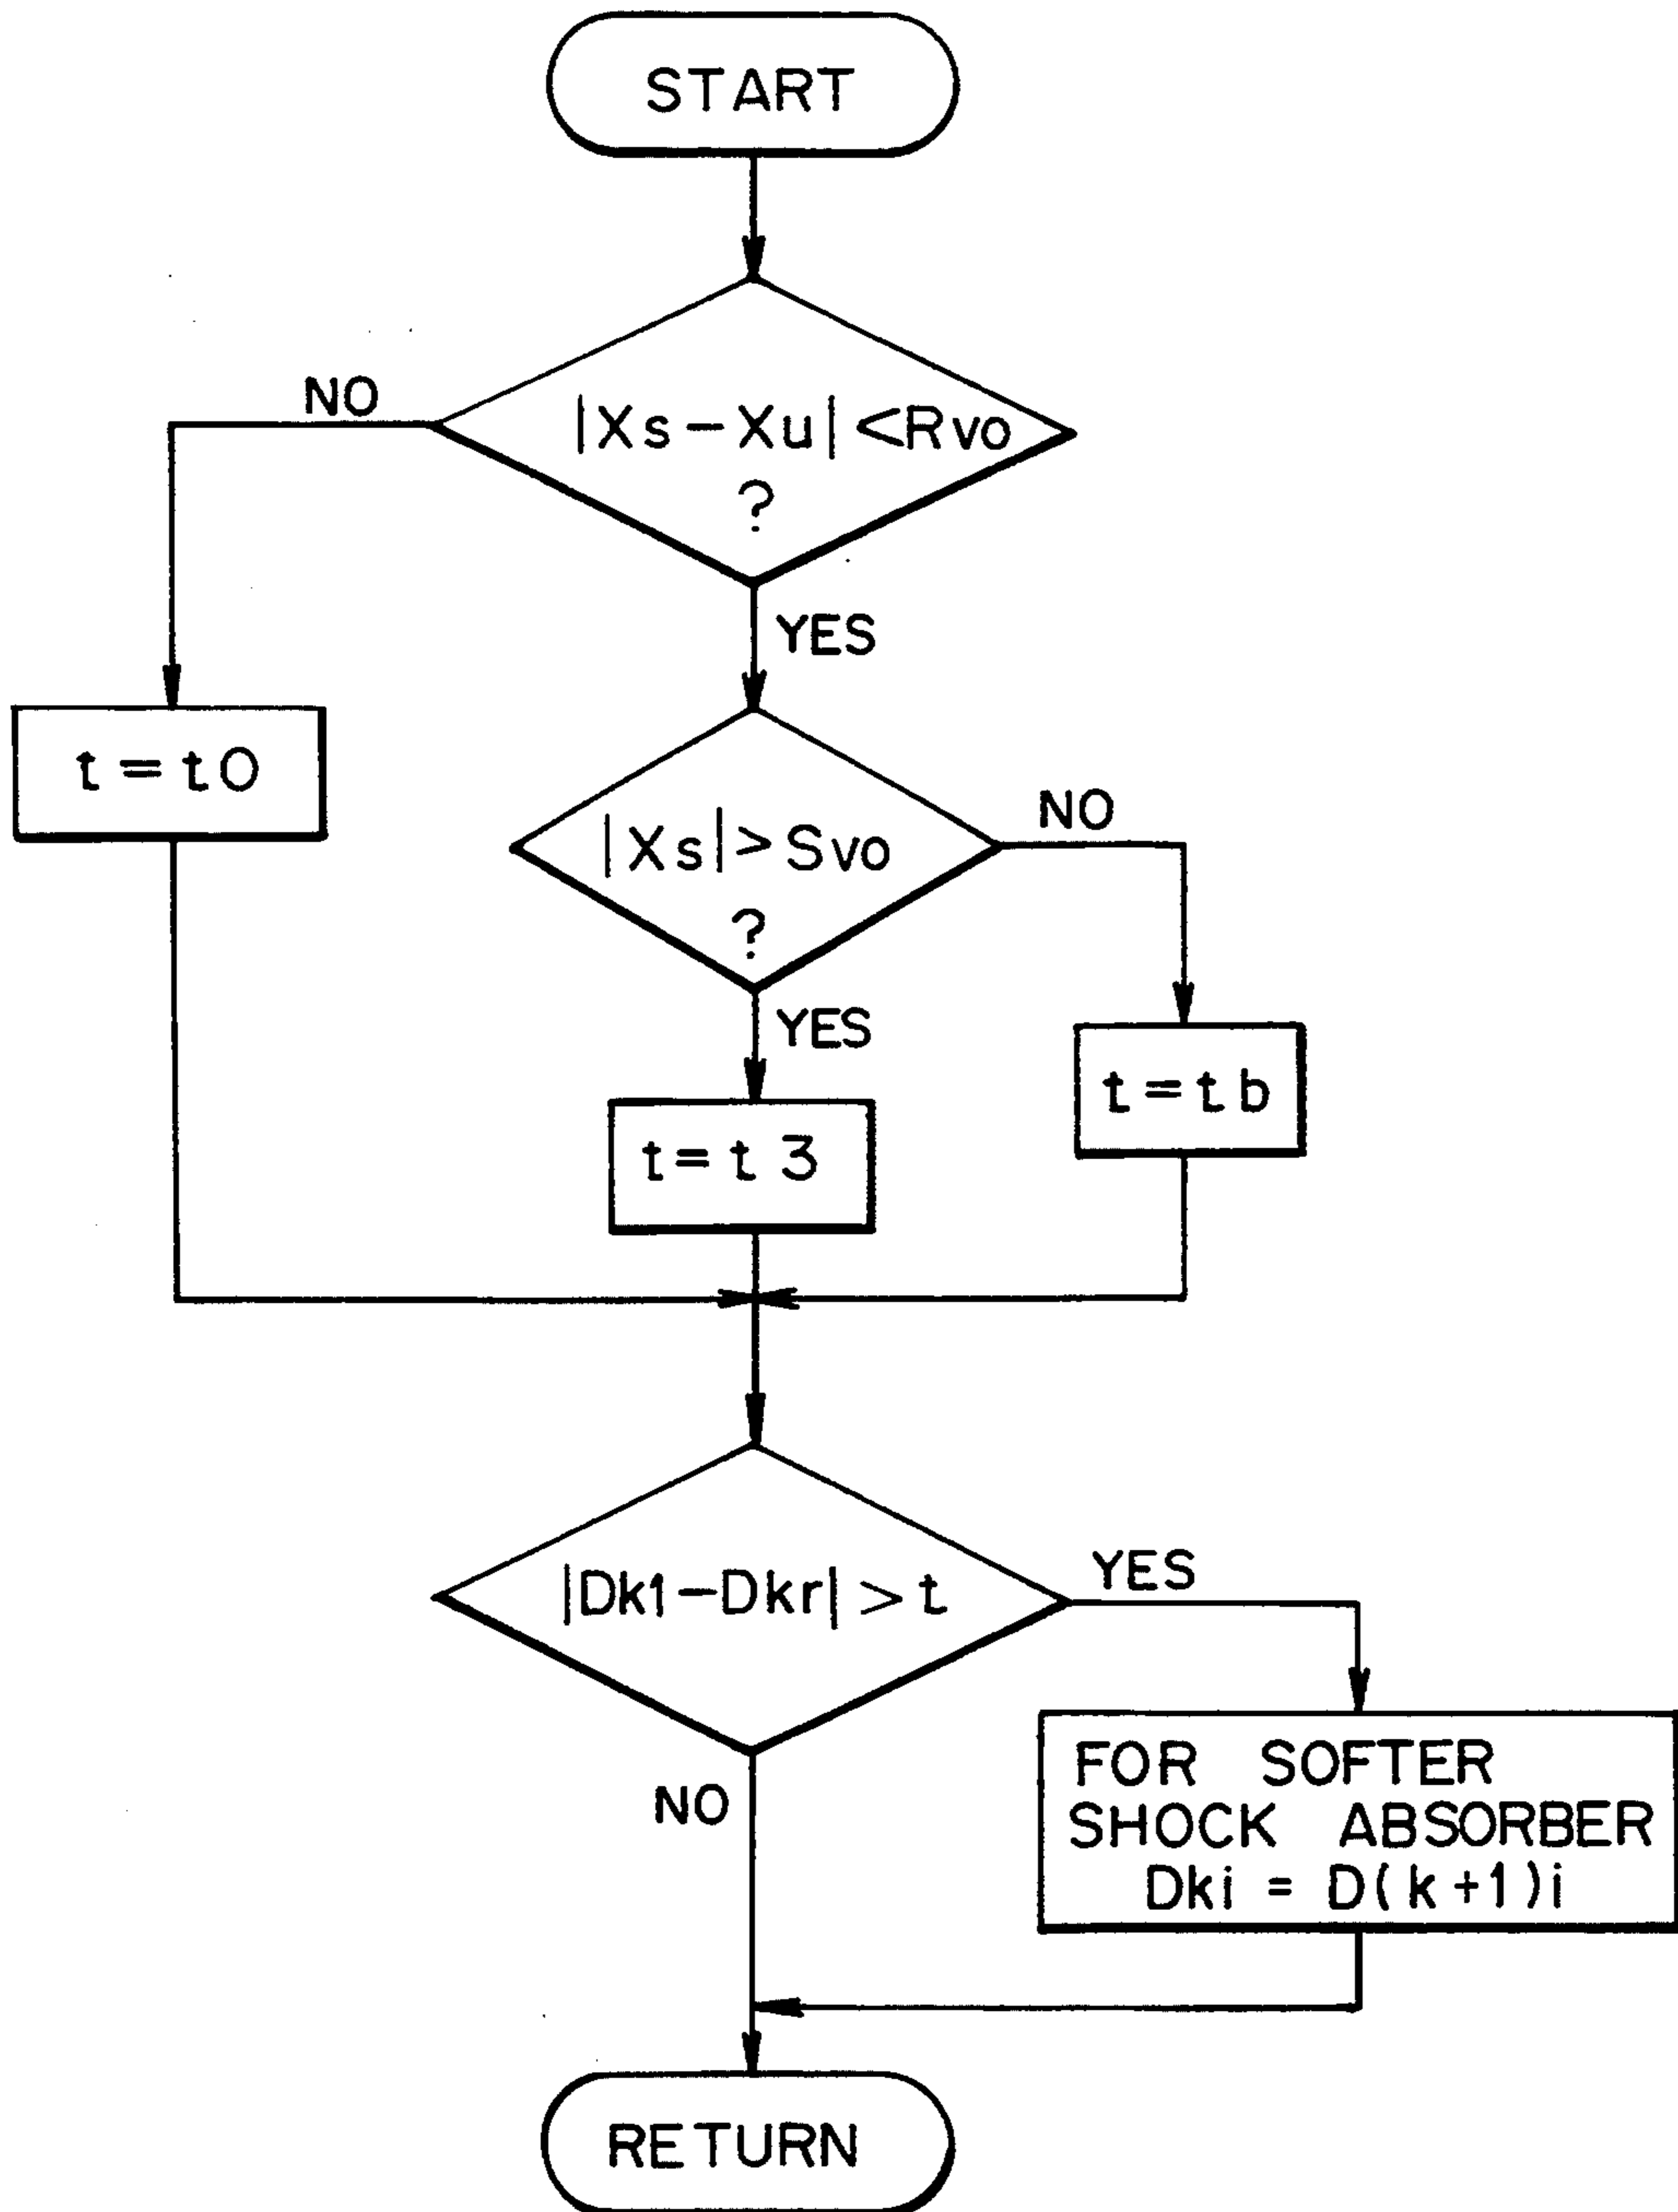 START
|Xs-Xu|<Rvo
?
NO
YES
t=t0
|Xs|>Svo
?
NO
YES
t=tb
t=t3
|Dk1-Dkr|>t
YES
NO
FOR SOFTER
SHOCK ABSORBER
Dki = D(k+1)i
RETURN